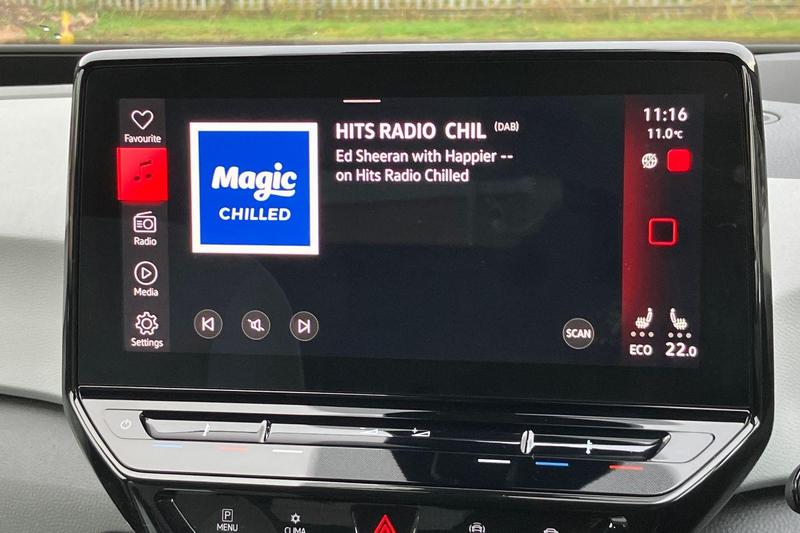 Favourite
Radio
Media
Settings
Magic
CHILLED
HITS RADIO CHIL (DAB)
Ed Sheeran with Happier --
on Hits Radio Chilled
SCAN
11:16
11.0°C
ECO 22.0
P
MENU
CLIMA